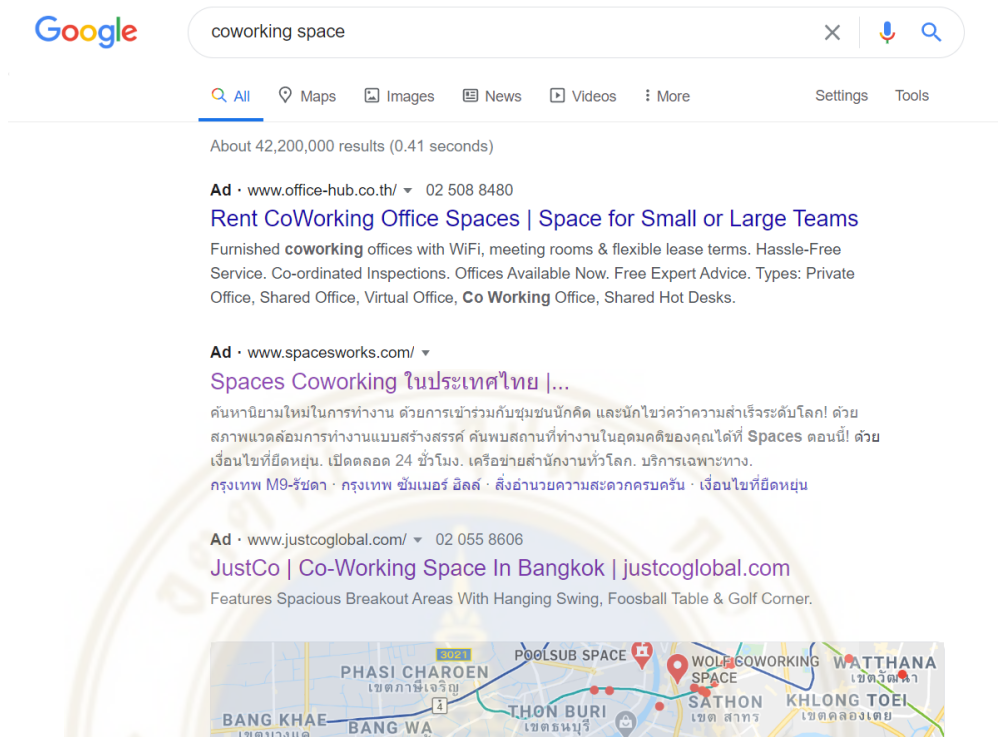 Google
coworking space
All Maps Images News Videos More Settings Tools
About 42,200,000 results (0.41 seconds)
Ad · www.office-hub.co.th/ 02 508 8480
Rent CoWorking Office Spaces | Space for Small or Large Teams
Furnished coworking offices with WiFi, meeting rooms & flexible lease terms. Hassle-Free
Service. Co-ordinated Inspections. Offices Available Now. Free Expert Advice. Types: Private
Office, Shared Office, Virtual Office, Co Working Office, Shared Hot Desks.
Ad · www.spacesworks.com/
Spaces Coworking ในประเทศไทย |...
ค้นหานิยามใหม่ในการทำงาน ด้วยการเข้าร่วมกับชุมชนนักคิด และนักไขว่คว้าความสำเร็จระดับโลก! ด้วย
สภาพแวดล้อมการทำงานแบบสร้างสรรค์ ค้นพบสถานที่ทำงานในอุดมคติของคุณได้ที่ Spaces ตอนนี้! ด้วย
เงื่อนไขที่ยืดหยุ่น. เปิดตลอด 24 ชั่วโมง. เครือข่ายสำนักงานทั่วโลก. บริการเฉพาะทาง.
กรุงเทพ M9-รัชดา · กรุงเทพ ซัมเมอร์ ฮิลล์ · สิ่งอำนวยความสะดวกครบครัน · เงื่อนไขที่ยืดหยุ่น
Ad · www.justcoglobal.com/ 02 055 8606
JustCo | Co-Working Space In Bangkok | justcoglobal.com
Features Spacious Breakout Areas With Hanging Swing, Foosball Table & Golf Corner.
3021
POOLSUB SPACE
WOLF COWORKING
SPACE
WATTHANA
เขตวัฒนา
PHASI CHAROEN
เขตภาษีเจริญ
4
SATHON
เขต สาทร
KHLONG TOEI
เขตคลองเตย
THON BURI
เขตธนบุรี
BANG KHAE
เขตบางแค
BANG WA